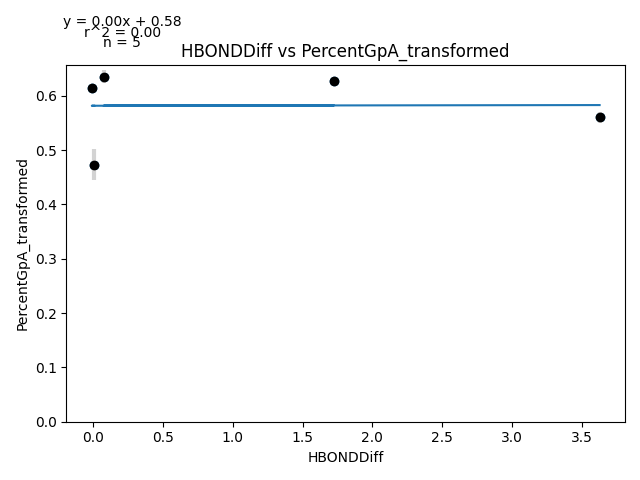 y = 0.00x + 0.58
r^2 = 0.00
n = 5
HBONDDiff vs PercentGpA_transformed
PercentGpA_transformed
0.6
0.5
0.4
0.3
0.2
0.1
0.0
0.0 0.5 1.0 1.5 2.0 2.5 3.0 3.5
HBONDDiff